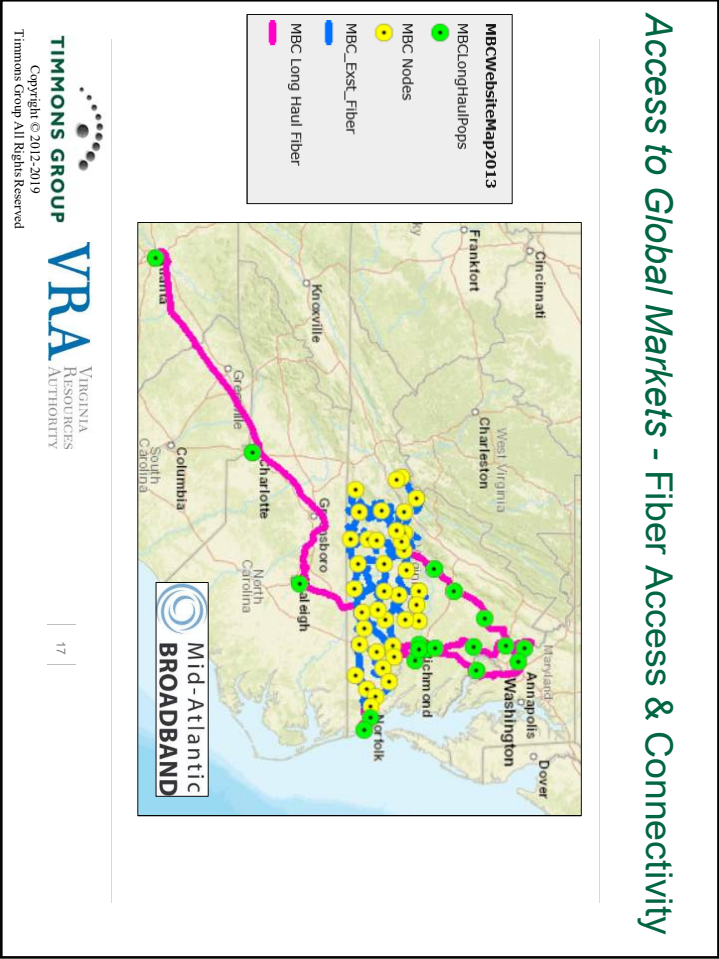 Access to Global Markets - Fiber Access & Connectivity
MBCWebsiteMap2013
MBCLongHaulPops
MBC Nodes
MBC_Exst_Fiber
MBC Long Haul Fiber
Cincinnati
Frankfort
ky
Knoxville
West Virginia
Charleston
Maryland
Annapolis
Dover
Washington
Richmond
Norfolk
Greensboro
Raleigh
North
Carolina
Charlotte
Greenville
Columbia
South
Carolina
Mid-Atlantic
BROADBAND
TIMMONS GROUP
Copyright © 2012-2019
Timmons Group All Rights Reserved
VRA
VIRGINIA
RESOURCES
AUTHORITY
17